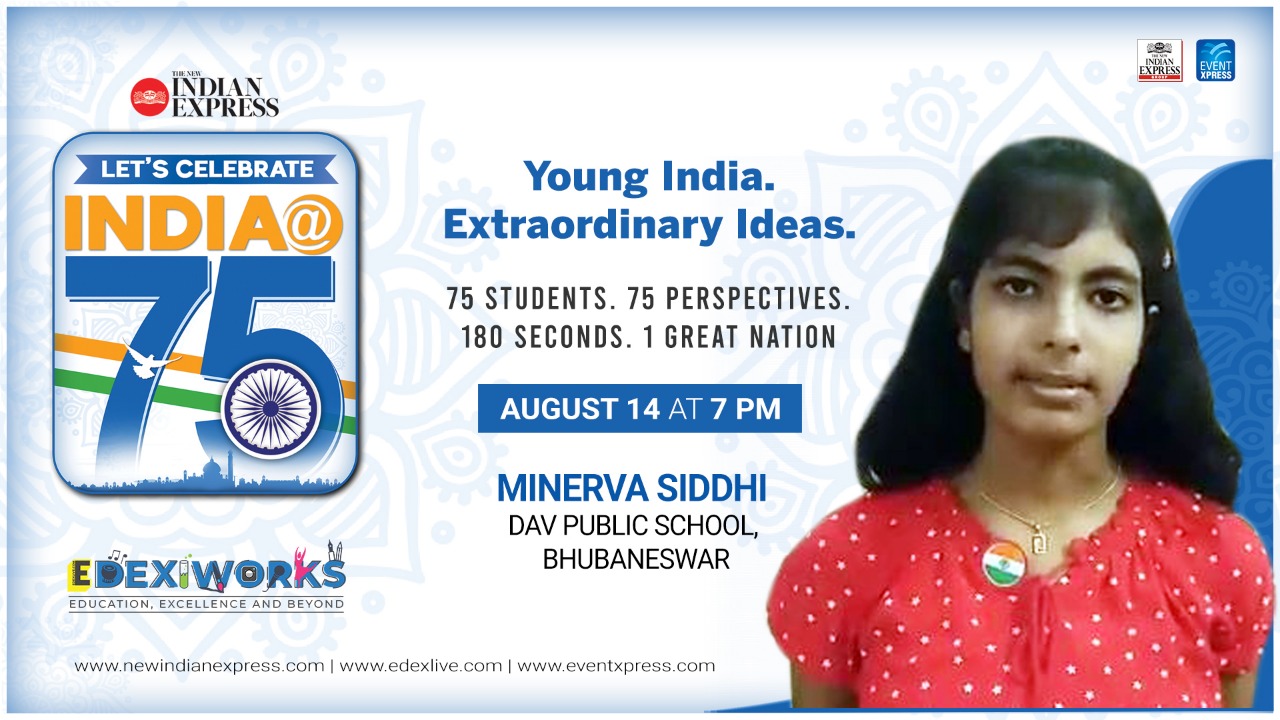 THE NEW
INDIAN
EXPRESS
THE NEW
INDIAN
EXPRESS
GROUP
EVENT
XPRESS
LET'S CELEBRATE
INDIA@
75
Young India.
Extraordinary Ideas.
75 STUDENTS. 75 PERSPECTIVES.
180 SECONDS. 1 GREAT NATION
AUGUST 14 AT 7 PM
MINERVA SIDDHI
DAV PUBLIC SCHOOL,
BHUBANESWAR
EDEXWORKS
EDUCATION, EXCELLENCE AND BEYOND
www.newindianexpress.com | www.edexlive.com | www.eventxpress.com